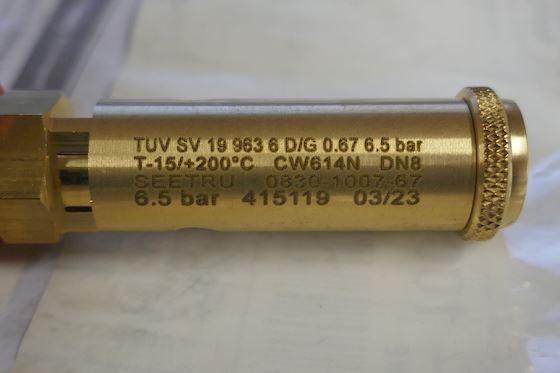 TUV SV 19 963 6 D/G 0.67 6.5 bar
T-15/+200°C CW614N DN8
SEETRU 0830-1007-67
6.5 bar 415119 03/23